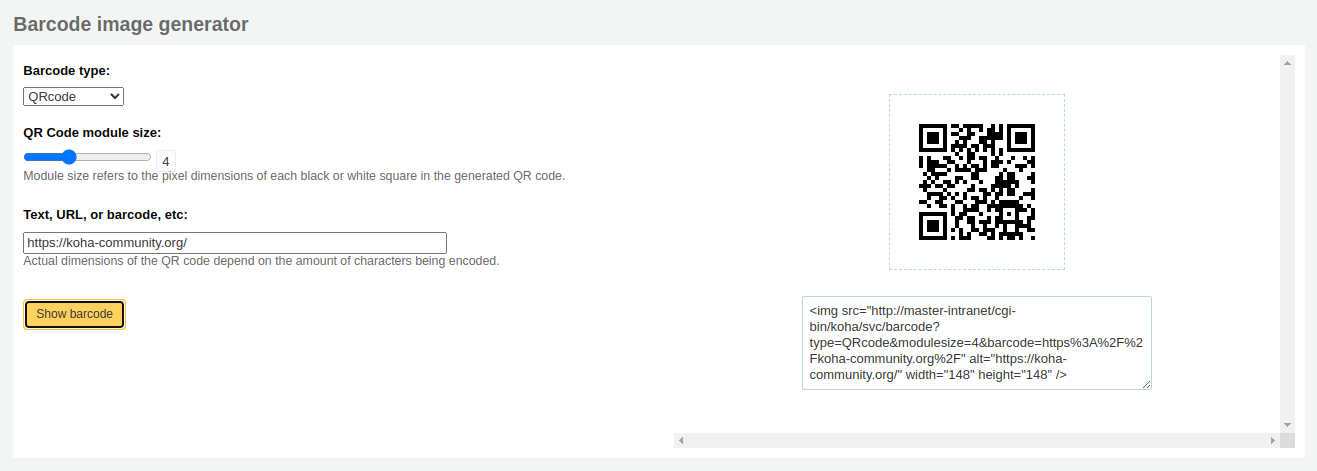 Barcode image generator
Barcode type:
QRcode
QR Code module size:
4
Module size refers to the pixel dimensions of each black or white square in the generated QR code.
Text, URL, or barcode, etc:
https://koha-community.org/
Actual dimensions of the QR code depend on the amount of characters being encoded.
Show barcode
<img src="http://master-intranet/cgi-
bin/koha/svc/barcode?
type=QRcode&modulesize=4&barcode=https%3A%2F%2
Fkoha-community.org%2F" alt="https://koha-
community.org/" width="148" height="148" />